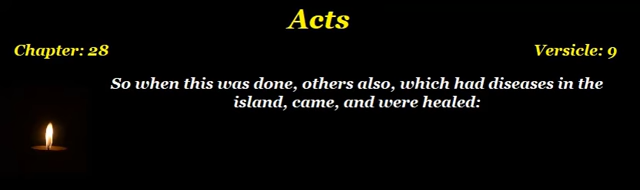 Acts
Chapter: 28
Versicle: 9
So when this was done, others also, which had diseases in the
island, came, and were healed: